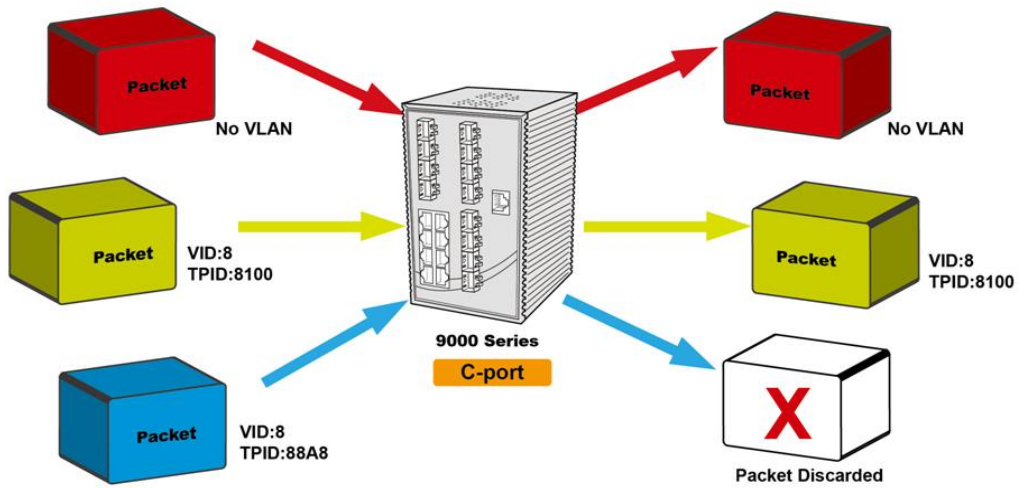 Packet
No VLAN
Packet
No VLAN
Packet
VID:8
TPID:8100
Packet
VID:8
TPID:8100
9000 Series
C-port
Packet
VID:8
TPID:88A8
X
Packet Discarded